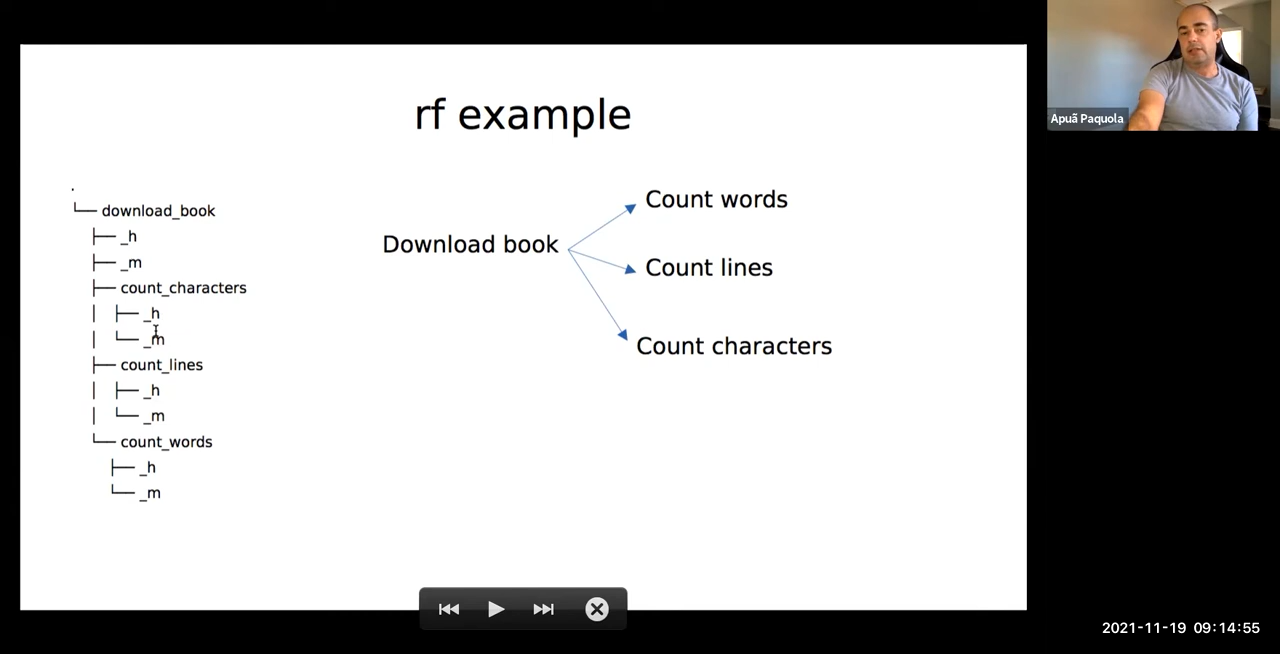 rf example
.
└── download_book
├── _h
├── _m
├── count_characters
│ ├── _h
│ └── _m
├── count_lines
│ ├── _h
│ └── _m
└── count_words
├── _h
└── _m
Download book
Count words
Count lines
Count characters
Apuã Paquola
2021-11-19 09:14:55